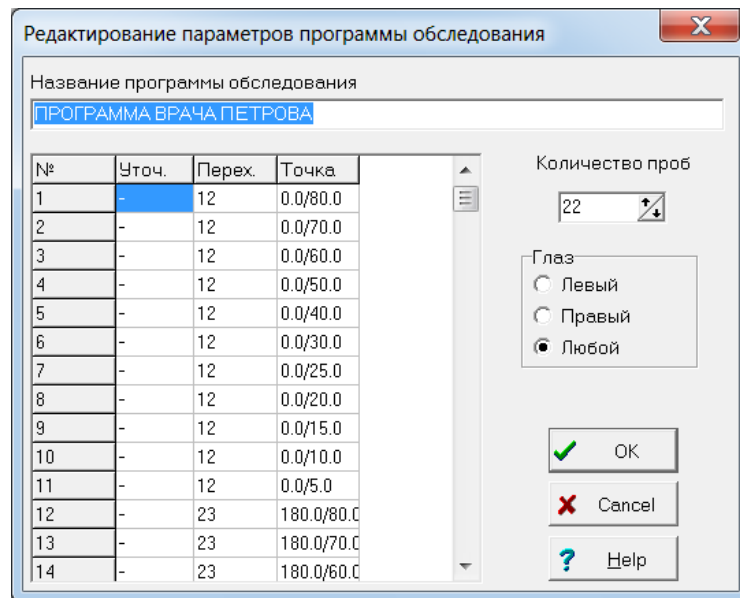 Редактирование параметров программы обследования
Название программы обследования
ПРОГРАММА ВРАЧА ПЕТРОВА
№ Уточ. Перех. Точка
1 - 12 0.0/80.0
2 - 12 0.0/70.0
3 - 12 0.0/60.0
4 - 12 0.0/50.0
5 - 12 0.0/40.0
6 - 12 0.0/30.0
7 - 12 0.0/25.0
8 - 12 0.0/20.0
9 - 12 0.0/15.0
10 - 12 0.0/10.0
11 - 12 0.0/5.0
12 - 23 180.0/80.0
13 - 23 180.0/70.0
14 - 23 180.0/60.0
Количество проб
22
Глаз
Левый
Правый
Любой
OK
Cancel
Help